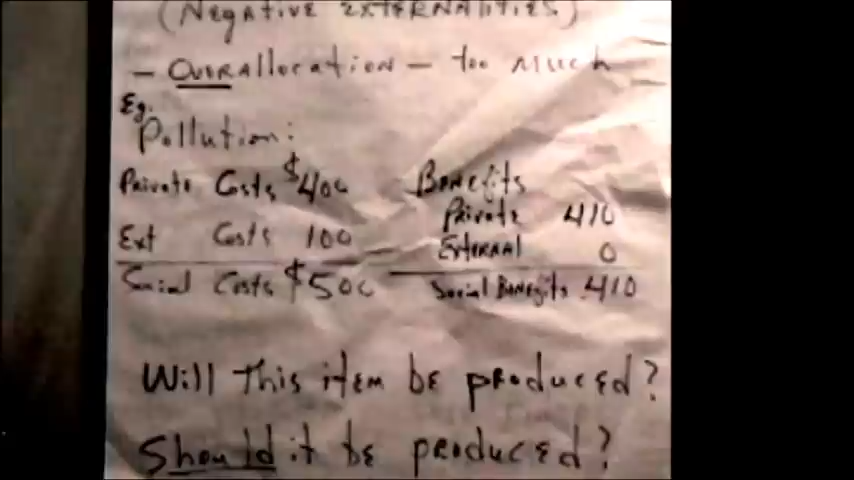 (NEGATIVE EXTERNALITIES)
- OVERallocation - too much
Eg.
Pollution:
Private Costs $400
Ext Costs 100
Social Costs $500
Benefits
Private 410
External 0
Social Benefits 410
Will this item be produced?
Should it be produced?